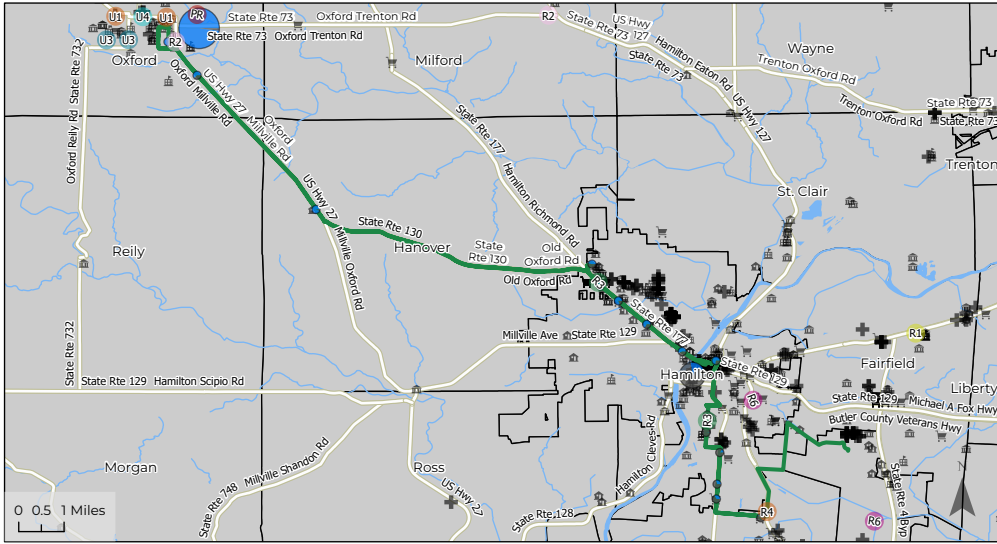 U1
U4
U1
PR
State Rte 73
Oxford Trenton Rd
R2
US Hwy
127
State Rte 73
Hamilton Eaton Rd
State Rte 73
Wayne
Trenton Oxford Rd
U3
U3
R2
State Rte 73 Oxford Trenton Rd
Oxford
Milford
US Hwy 27
Oxford Millville Rd
Oxford
Millville Rd
State Rte 732
Oxford Reily Rd
State Rte 177
Hamilton Richmond Rd
US Hwy 127
Trenton Oxford Rd
State Rte 73
State Rte 73
Trenton
St. Clair
US Hwy 27
Millville Oxford Rd
State Rte 130
Hanover
State
Rte 130
Old
Oxford Rd
Old Oxford Rd
R3
Reily
State Rte 732
State Rte 177
Millville Ave
State Rte 129
R1
Fairfield
Hamilton
State Rte 129
State Rte 129 Hamilton Scipio Rd
Liberty
R6
R3
State Rte 129
Michael A Fox Hwy
Butler County Veterans Hwy
Hamilton Cleves Rd
Morgan
State Rte 748
Millville Shandon Rd
Ross
US Hwy 27
State Rte 128
State Rte 4 Byp
R4
R6
N
0 0.5 1 Miles